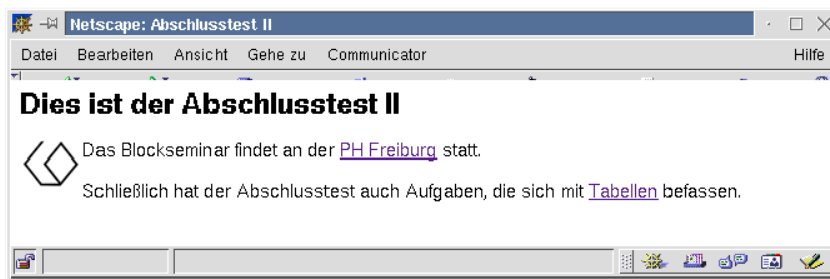 Netscape: Abschlusstest II
Datei Bearbeiten Ansicht Gehe zu Communicator Hilfe
Dies ist der Abschlusstest II
Das Blockseminar findet an der PH Freiburg statt.
Schließlich hat der Abschlusstest auch Aufgaben, die sich mit Tabellen befassen.